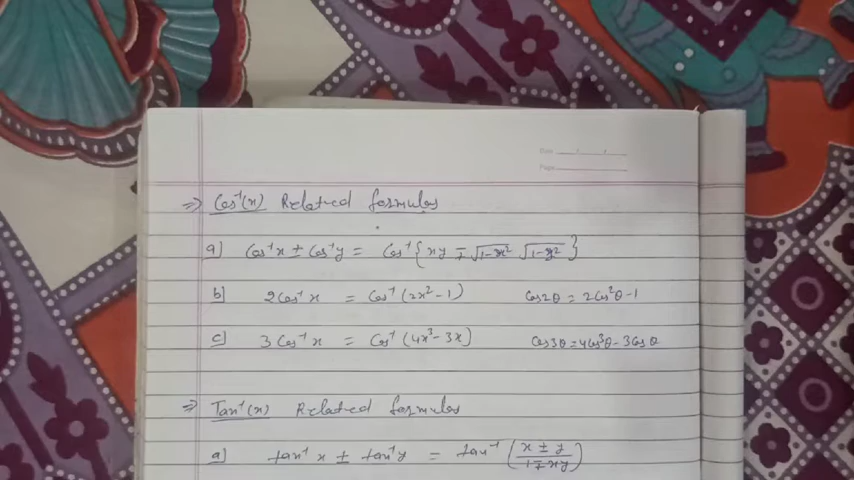 Date
Page
⇒ Cos⁻¹(x) Related formulas
a] Cos⁻¹x ± Cos⁻¹y = Cos⁻¹{xy ∓ √1-x² √1-y²}
b] 2Cos⁻¹x = Cos⁻¹(2x²-1) Cos2θ = 2Cos²θ-1
c] 3Cos⁻¹x = Cos⁻¹(4x³-3x] Cos3θ=4Cos³θ-3Cosθ
⇒ Tan⁻¹(x) Related formulas
a] tan⁻¹x ± tan⁻¹y = tan⁻¹(x ± y / 1∓xy)